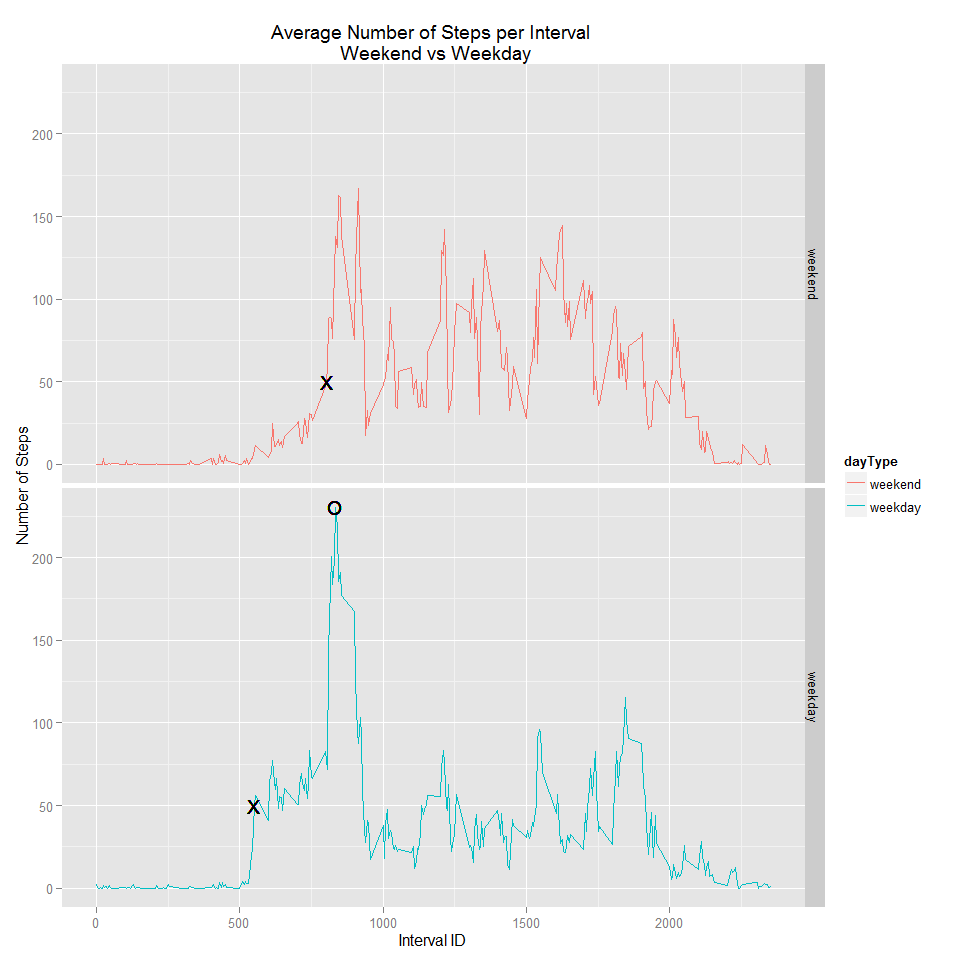 Average Number of Steps per Interval
Weekend vs Weekday
Number of Steps
200
150
100
50
0
X
weekend
200
150
100
50
0
O
X
weekday
0
500
1000
1500
2000
Interval ID
dayType
weekend
weekday